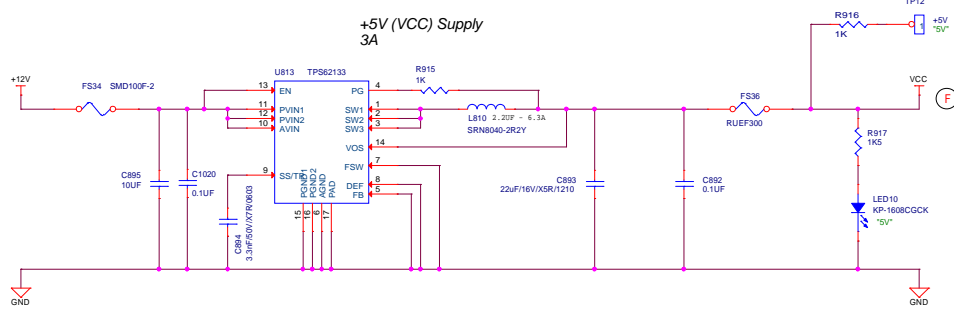 +5V (VCC) Supply
3A
R916
1K
TP12
1
+5V
"5V"
+12V
FS34 SMD100F-2
U813 TPS62133
13
EN
11
PVIN1
12
PVIN2
10
AVIN
9
SS/TR
PG
4
SW1
1
SW2
2
SW3
3
VOS
14
FSW
7
DEF
8
FB
5
PGND1
PGND2
AGND
PAD
15
16
6
17
R915
1K
L810 2.2UF - 6.3A
SRN8040-2R2Y
FS36
RUEF300
VCC
F
R917
1K5
C895
10UF
C1020
0.1UF
C894
3.3nF/50V/X7R/0603
C893
22uF/16V/X5R/1210
C892
0.1UF
LED10
KP-1608CGCK
"5V"
GND
GND